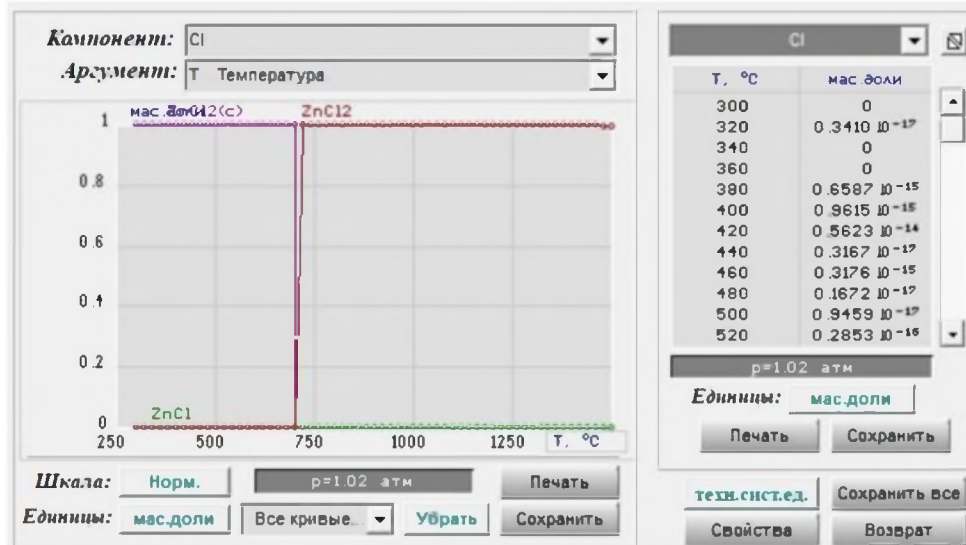 Компонент: Cl
Аргумент: T Температура
мас.доли ZnCl2(c) ZnCl2
1
0.8
0.6
0.4
0.2
0
ZnCl
250 500 750 1000 1250 T, °C
Шкала: Норм. p=1.02 атм Печать
Единицы: мас.доли Все кривые... Убрать Сохранить
Cl
T, °C мас.доли
300 0
320 0.3410 10⁻¹⁷
340 0
360 0
380 0.6587 10⁻¹⁵
400 0.9615 10⁻¹⁵
420 0.5623 10⁻¹⁴
440 0.3167 10⁻¹⁷
460 0.3176 10⁻¹⁵
480 0.1672 10⁻¹⁷
500 0.9459 10⁻¹⁷
520 0.2853 10⁻¹⁶
p=1.02 атм
Единицы: мас.доли
Печать Сохранить
техн.сист.ед. Сохранить все
Свойства Возврат